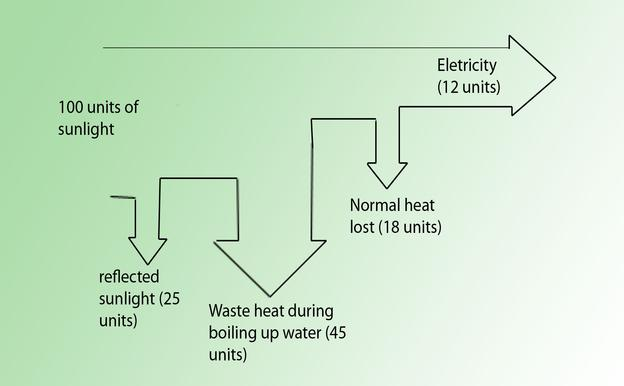 Eletricity
(12 units)
100 units of
sunlight
Normal heat
lost (18 units)
reflected
sunlight (25
units)
Waste heat during
boiling up water (45
units)